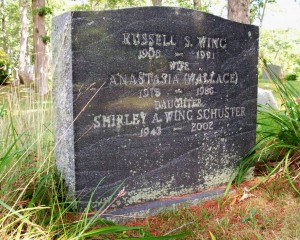 RUSSELL S. WING
WIFE
ANASTASIA (WALLACE)
DAUGHTER
SHIRLEY A. WING SCHUSTER
1943 – 2002